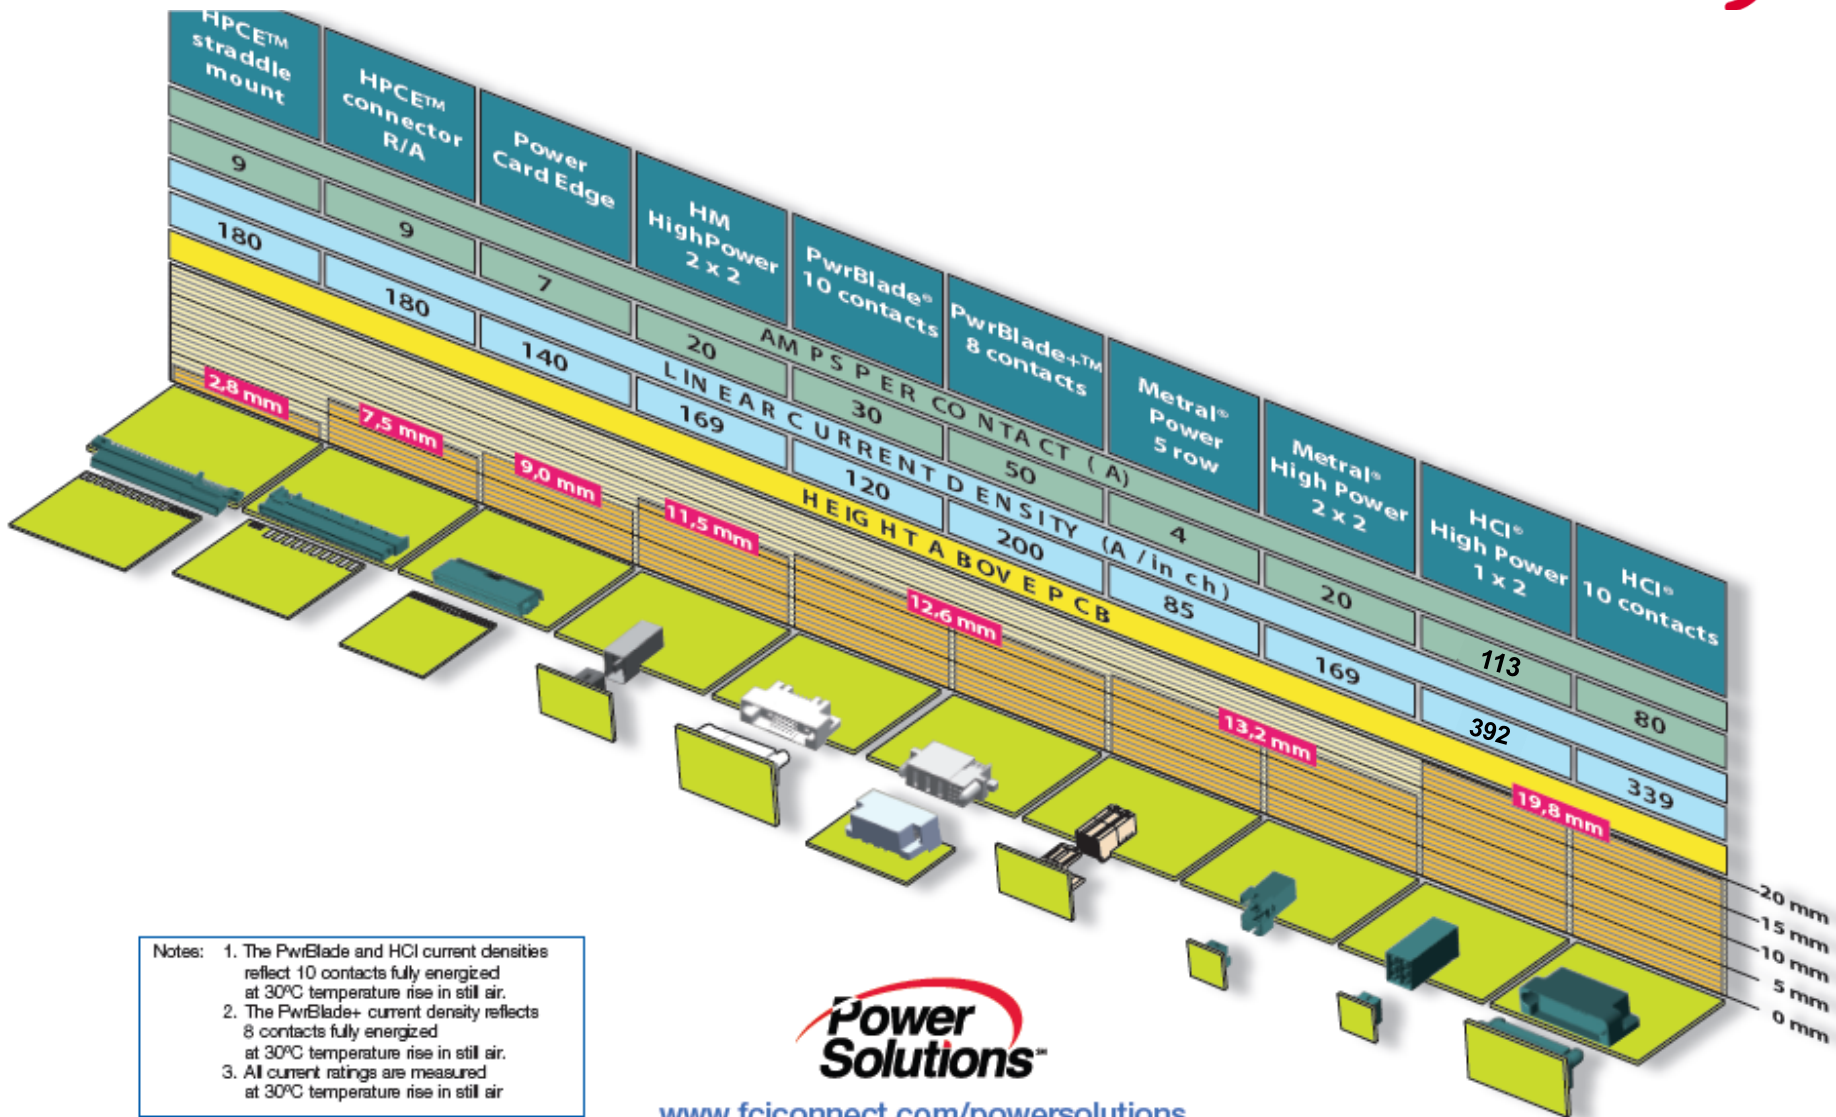 HPCE™
straddle
mount
HPCE™
connector
R/A
Power
Card Edge
HM
HighPower
2 x 2
PwrBlade®
10 contacts
PwrBlade+™
8 contacts
Metral®
Power
5 row
Metral®
High Power
2 x 2
HCI®
High Power
1 x 2
HCI®
10 contacts
AMPS PER CONTACT (A)
9
9
7
20
30
50
4
20
113
80
LINEAR CURRENT DENSITY (A/inch)
180
180
140
169
120
200
85
169
392
339
HEIGHT ABOVE PCB
2,8 mm
7,5 mm
9,0 mm
11,5 mm
12,6 mm
13,2 mm
19,8 mm
20 mm
15 mm
10 mm
5 mm
0 mm
Notes: 1. The PwrBlade and HCI current densities
reflect 10 contacts fully energized
at 30ºC temperature rise in still air.
2. The PwrBlade+ current density reflects
8 contacts fully energized
at 30ºC temperature rise in still air.
3. All current ratings are measured
at 30ºC temperature rise in still air
Power
Solutions℠
www.fciconnect.com/powersolutions